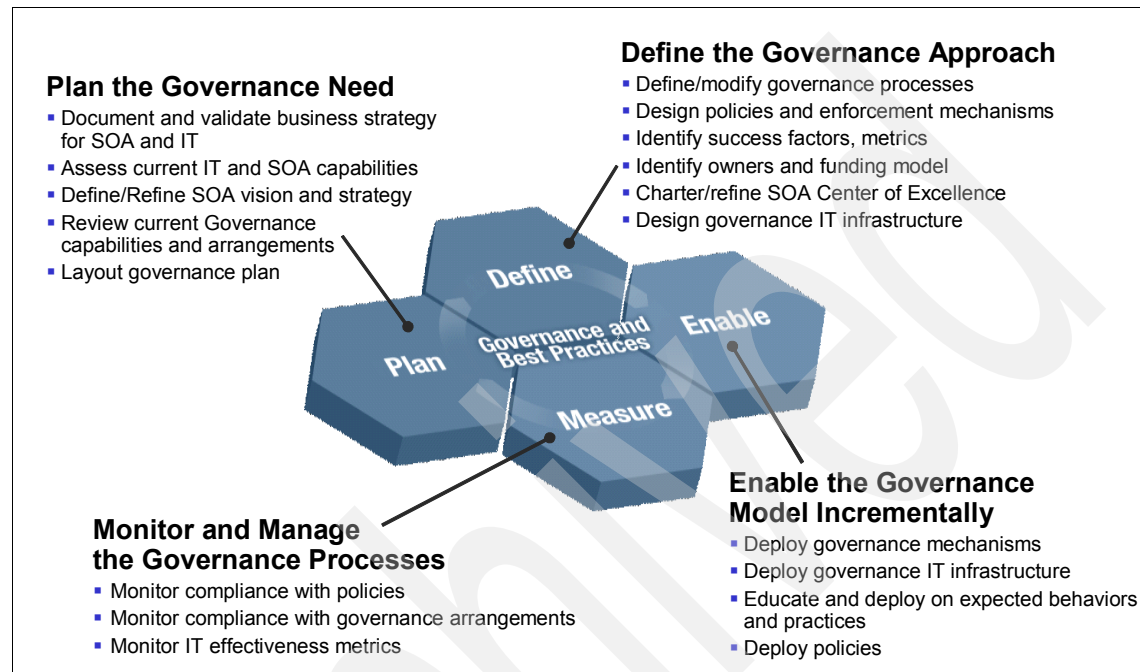 Plan the Governance Need
▪ Document and validate business strategy
for SOA and IT
▪ Assess current IT and SOA capabilities
▪ Define/Refine SOA vision and strategy
▪ Review current Governance
capabilities and arrangements
▪ Layout governance plan
Define the Governance Approach
▪ Define/modify governance processes
▪ Design policies and enforcement mechanisms
▪ Identify success factors, metrics
▪ Identify owners and funding model
▪ Charter/refine SOA Center of Excellence
▪ Design governance IT infrastructure
Define
Enable
Governance and
Best Practices
Plan
Measure
Monitor and Manage
the Governance Processes
▪ Monitor compliance with policies
▪ Monitor compliance with governance arrangements
▪ Monitor IT effectiveness metrics
Enable the Governance
Model Incrementally
▪ Deploy governance mechanisms
▪ Deploy governance IT infrastructure
▪ Educate and deploy on expected behaviors
and practices
▪ Deploy policies